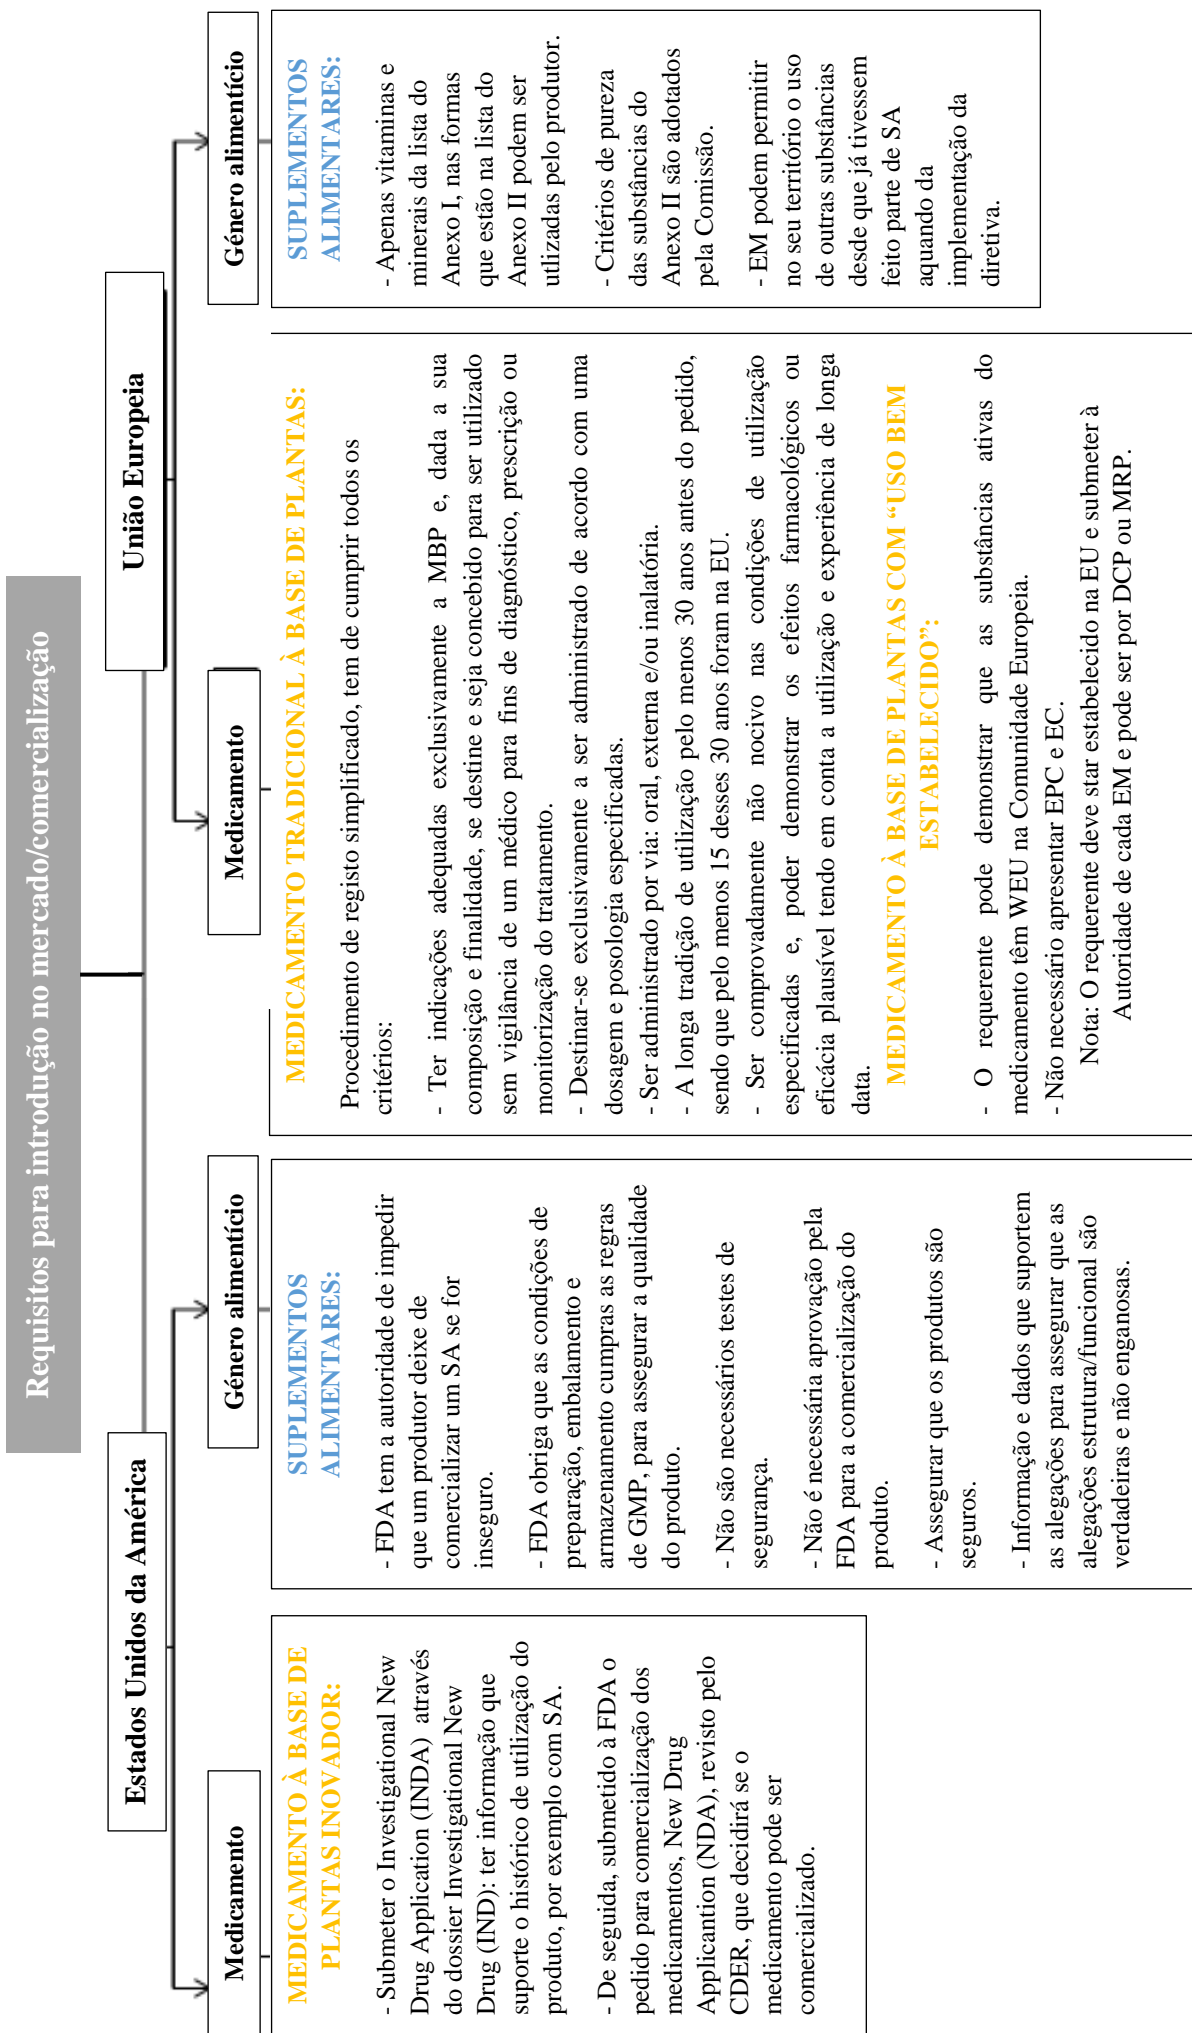 Requisitos para introdução no mercado/comercialização
Estados Unidos da América
União Europeia
Medicamento
Género alimentício
Medicamento
Género alimentício
MEDICAMENTO À BASE DE
PLANTAS INOVADOR:
- Submeter o Investigational New
Drug Application (INDA) através
do dossier Investigational New
Drug (IND): ter informação que
suporte o histórico de utilização do
produto, por exemplo com SA.
- De seguida, submetido à FDA o
pedido para comercialização dos
medicamentos, New Drug
Applicantion (NDA), revisto pelo
CDER, que decidirá se o
medicamento pode ser
comercializado.
SUPLEMENTOS
ALIMENTARES:
- FDA tem a autoridade de impedir
que um produtor deixe de
comercializar um SA se for
inseguro.
- FDA obriga que as condições de
preparação, embalamento e
armazenamento cumpras as regras
de GMP, para assegurar a qualidade
do produto.
- Não são necessários testes de
segurança.
- Não é necessária aprovação pela
FDA para a comercialização do
produto.
- Assegurar que os produtos são
seguros.
- Informação e dados que suportem
as alegações para assegurar que as
alegações estrutura/funcional são
verdadeiras e não enganosas.
MEDICAMENTO TRADICIONAL À BASE DE PLANTAS:
Procedimento de registo simplificado, tem de cumprir todos os
critérios:
- Ter indicações adequadas exclusivamente a MBP e, dada a sua
composição e finalidade, se destine e seja concebido para ser utilizado
sem vigilância de um médico para fins de diagnóstico, prescrição ou
monitorização do tratamento.
- Destinar-se exclusivamente a ser administrado de acordo com uma
dosagem e posologia especificadas.
- Ser administrado por via: oral, externa e/ou inalatória.
- A longa tradição de utilização pelo menos 30 anos antes do pedido,
sendo que pelo menos 15 desses 30 anos foram na EU.
- Ser comprovadamente não nocivo nas condições de utilização
especificadas e, poder demonstrar os efeitos farmacológicos ou
eficácia plausível tendo em conta a utilização e experiência de longa
data.
MEDICAMENTO À BASE DE PLANTAS COM “USO BEM
ESTABELECIDO”:
- O requerente pode demonstrar que as substâncias ativas do
medicamento têm WEU na Comunidade Europeia.
- Não necessário apresentar EPC e EC.
Nota: O requerente deve star estabelecido na EU e submeter à
Autoridade de cada EM e pode ser por DCP ou MRP.
SUPLEMENTOS
ALIMENTARES:
- Apenas vitaminas e
minerais da lista do
Anexo I, nas formas
que estão na lista do
Anexo II podem ser
utilizadas pelo produtor.
- Critérios de pureza
das substâncias do
Anexo II são adotados
pela Comissão.
- EM podem permitir
no seu território o uso
de outras substâncias
desde que já tivessem
feito parte de SA
aquando da
implementação da
diretiva.